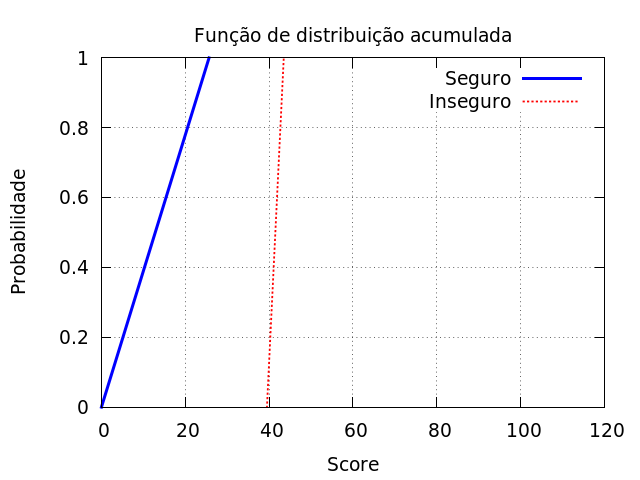 Função de distribuição acumulada
Seguro
Inseguro
Probabilidade
1
0.8
0.6
0.4
0.2
0
0 20 40 60 80 100 120
Score